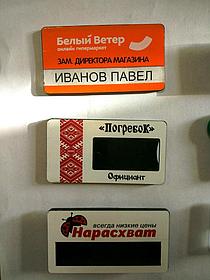 Белый Ветер
онлайн гипермаркет
ЗАМ. ДИРЕКТОРА МАГАЗИНА
ИВАНОВ ПАВЕЛ
«Погребок»
Официант
всегда низкие цены
Нарасхват